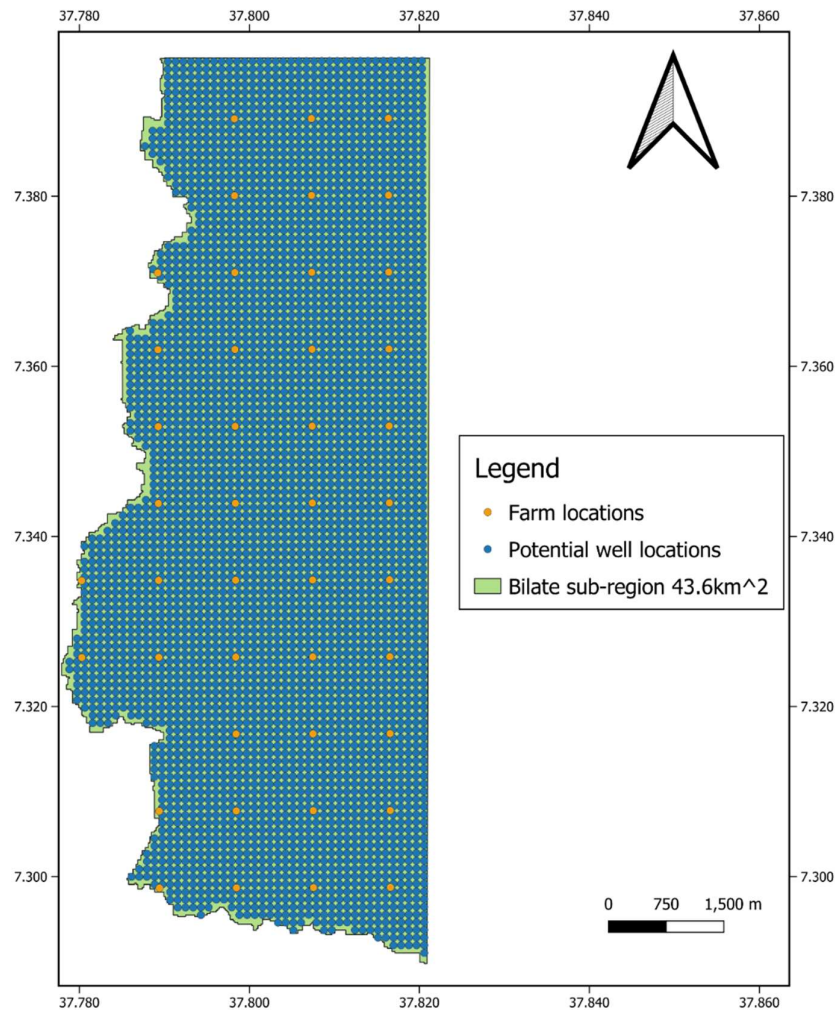 37.780 37.800 37.820 37.840 37.860
7.380 7.380
7.360 7.360
Legend
Farm locations
Potential well locations
Bilate sub-region 43.6km^2
7.340 7.340
7.320 7.320
7.300 7.300
0 750 1,500 m
37.780 37.800 37.820 37.840 37.860